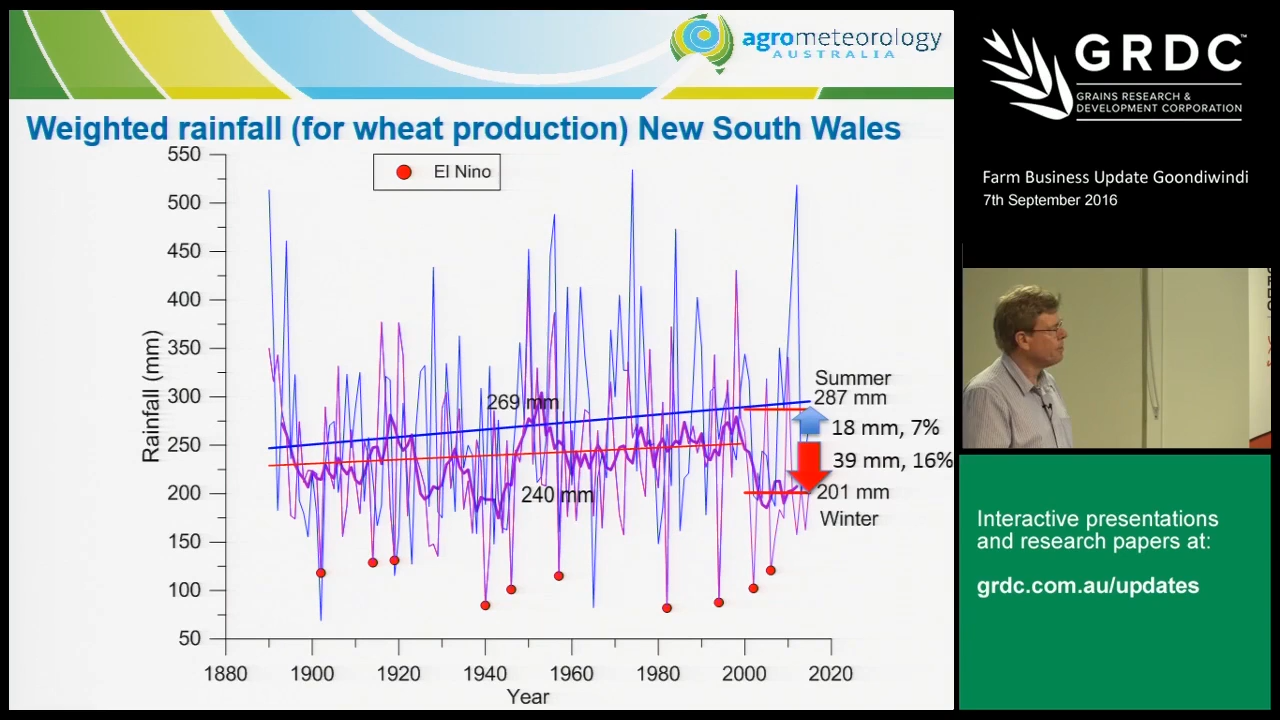 agrometeorology
AUSTRALIA
Weighted rainfall (for wheat production) New South Wales
El Nino
550
500
450
400
350
300
250
200
150
100
50
Rainfall (mm)
269 mm
240 mm
Summer
287 mm
18 mm, 7%
39 mm, 16%
201 mm
Winter
1880
1900
1920
1940
1960
1980
2000
2020
Year
GRDC™
GRAINS RESEARCH &
DEVELOPMENT CORPORATION
Farm Business Update Goondiwindi
7th September 2016
Interactive presentations
and research papers at:
grdc.com.au/updates